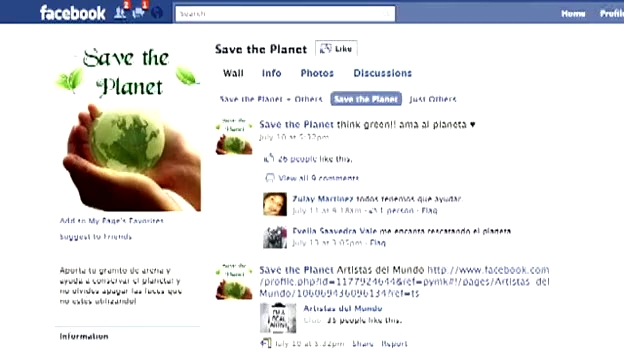 facebook
Search
Home Profile
Save the Planet Like
Save the
Planet
Wall Info Photos Discussions
Save the Planet + Others Save the Planet Just Others
Save the Planet think green!! ama al planeta ♥
July 10 at 5:32pm
26 people like this.
View all 9 comments
Zulay Martinez todos tenemos que ayudar
July 11 at 9:18am · 1 person · Flag
Evelia Saavedra Vale me encanta rescatando el planeta
July 13 at 3:05pm · Flag
Add to My Page's Favorites
Suggest to Friends
Aporta tu granito de arena y
ayuda a conservar el planeta! y
no olvides apagar las luces que
no estes utilizando!
Information
Save the Planet Artistas del Mundo http://www.facebook.com
/profile.php?id=1177924644&ref=pymk#!/pages/Artistas-del
Mundo/106069436096134?ref=ts
Artistas del Mundo
Club: 35 people like this.
July 10 at 5:32pm · Share · Report